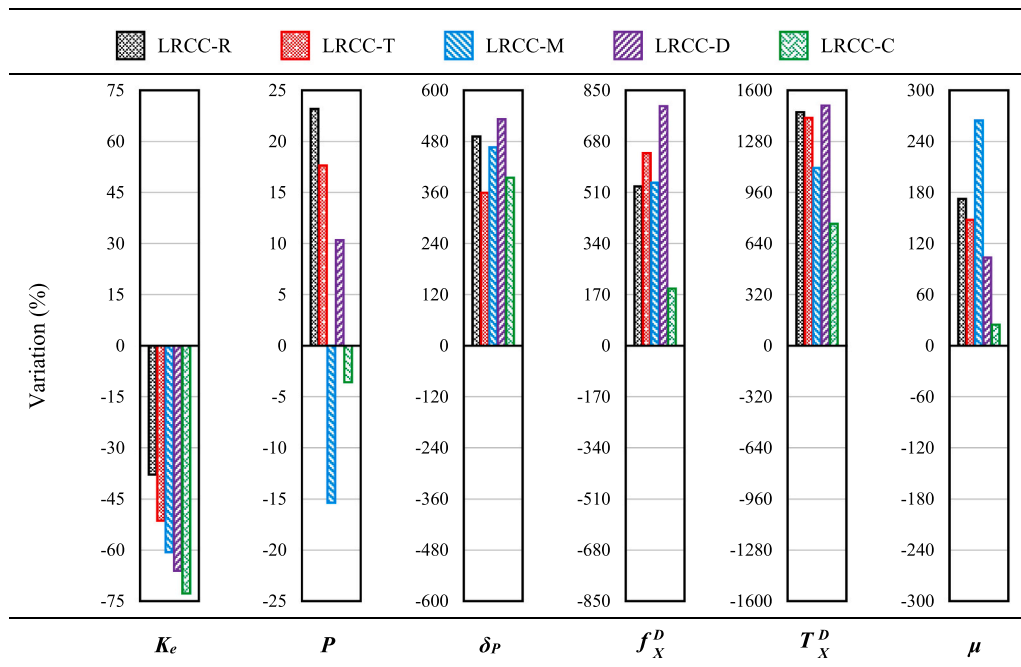 LRCC-R LRCC-T LRCC-M LRCC-D LRCC-C
Variation (%)
75 25 600 850 1600 300
60 20 480 680 1280 240
45 15 360 510 960 180
30 10 240 340 640 120
15 5 120 170 320 60
0 0 0 0 0 0
-15 -5 -120 -170 -320 -60
-30 -10 -240 -340 -640 -120
-45 -15 -360 -510 -960 -180
-60 -20 -480 -680 -1280 -240
-75 -25 -600 -850 -1600 -300
Ke P δP fXD TXD μ